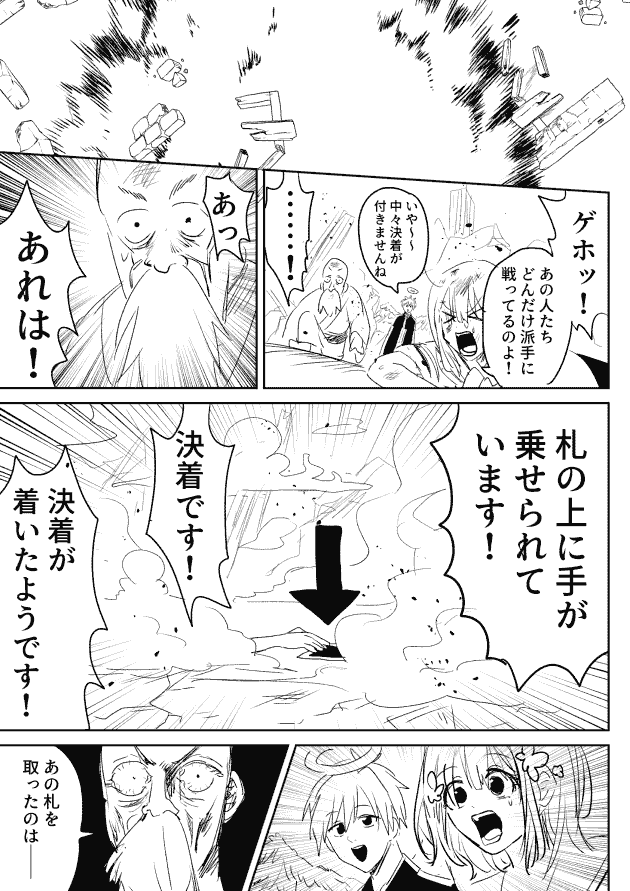 ゲホッ!
あの人たち
どんだけ派手に
戦ってるのよ!
いや〜〜
中々決着が
付きませんね
‥‥‥!
あっ
あれは!
札の上に手が
乗せられて
います!
決着です!
決着が
着いたようです!
あの札を
取ったのは――